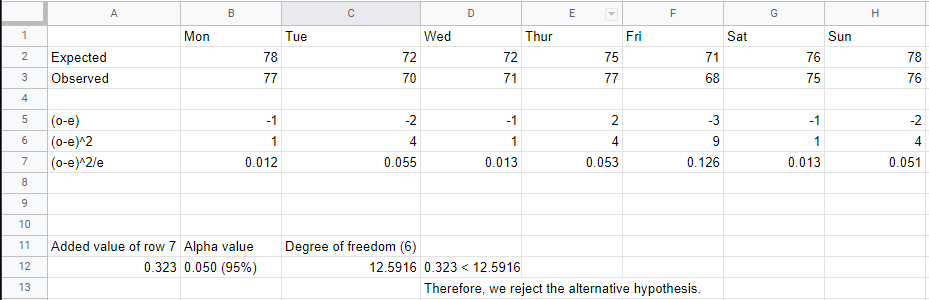 A B C D E F G H
1 Mon Tue Wed Thur Fri Sat Sun
2 Expected 78 72 72 75 71 76 78
3 Observed 77 70 71 77 68 75 76
4
5 (o-e) -1 -2 -1 2 -3 -1 -2
6 (o-e)^2 1 4 1 4 9 1 4
7 (o-e)^2/e 0.012 0.055 0.013 0.053 0.126 0.013 0.051
8
9
10
11 Added value of row 7 Alpha value Degree of freedom (6)
12 0.323 0.050 (95%) 12.5916 0.323 < 12.5916
13 Therefore, we reject the alternative hypothesis.